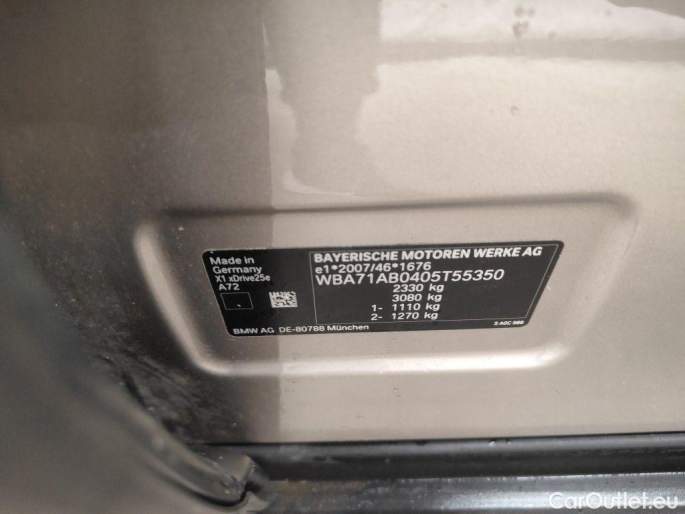 Made in
Germany
X1 xDrive25e
A72
BAYERISCHE MOTOREN WERKE AG
e1*2007/46*1676
WBA71AB0405T55350
2330 kg
3080 kg
1- 1110 kg
2- 1270 kg
BMW AG DE-80788 München
CarOutlet.eu